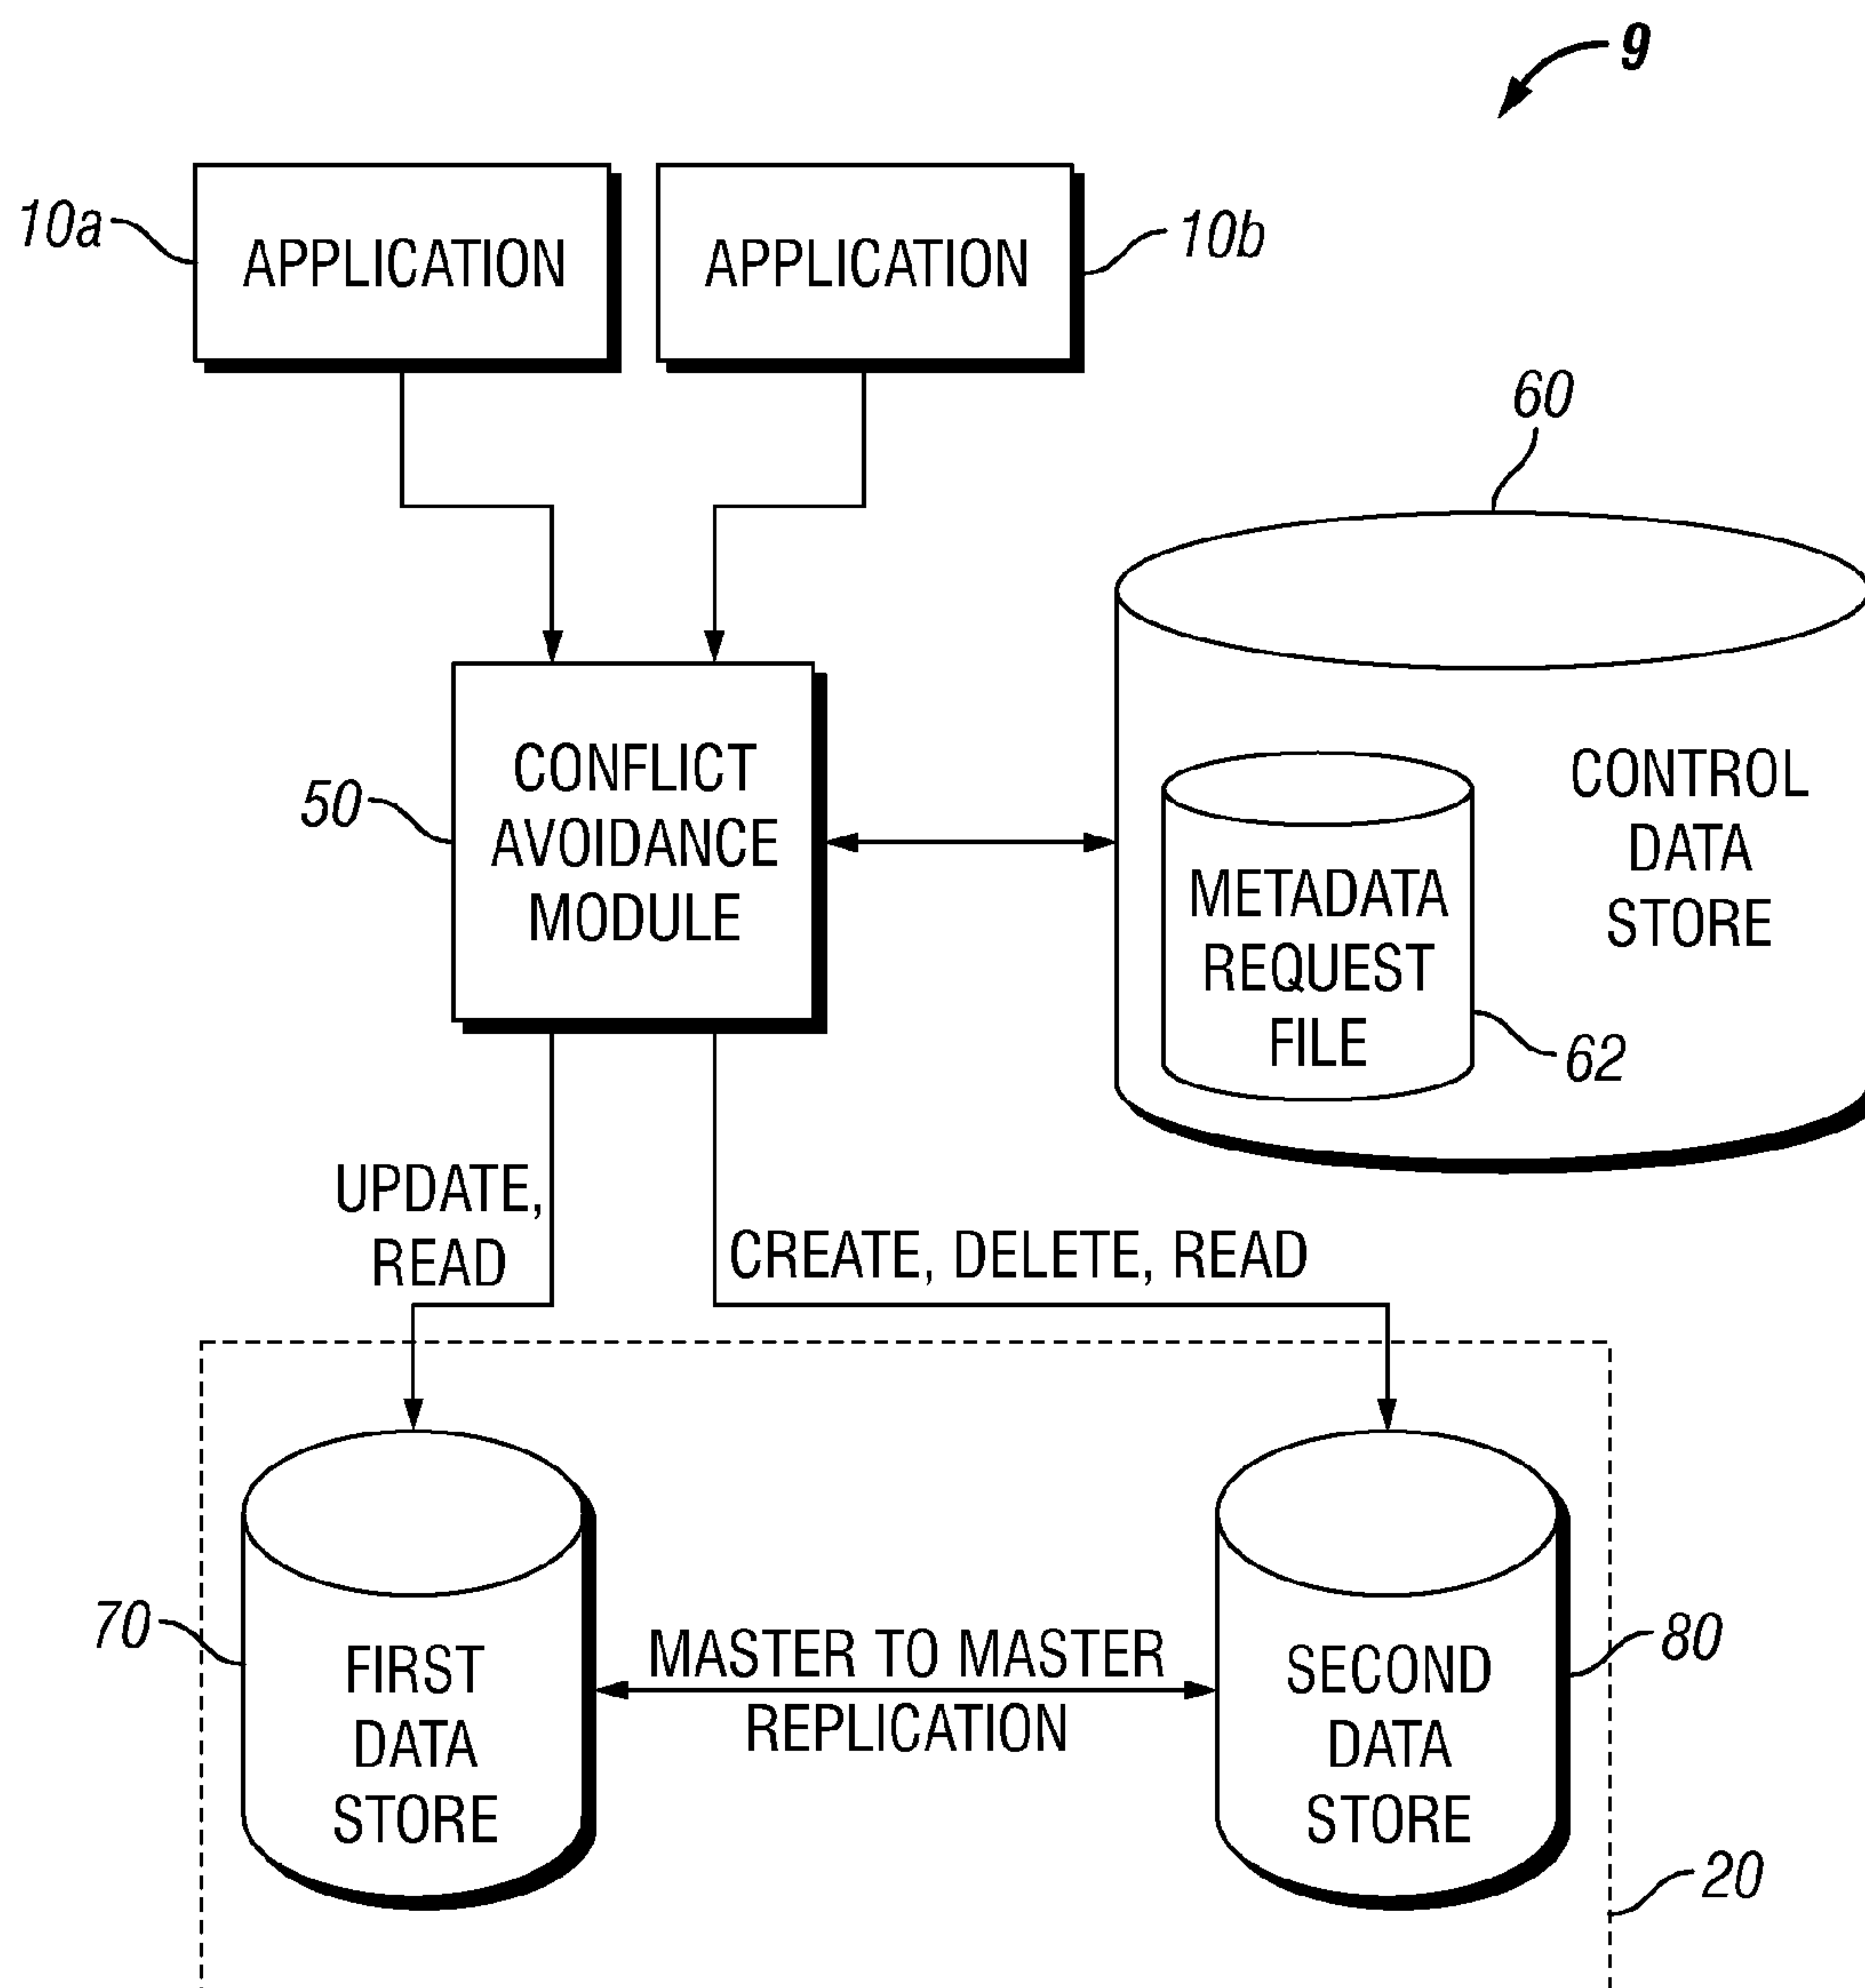 9
10a
APPLICATION
APPLICATION
10b
60
50
CONFLICT
AVOIDANCE
MODULE
CONTROL
DATA
STORE
METADATA
REQUEST
FILE
62
UPDATE,
READ
CREATE, DELETE, READ
70
FIRST
DATA
STORE
MASTER TO MASTER
REPLICATION
SECOND
DATA
STORE
80
20